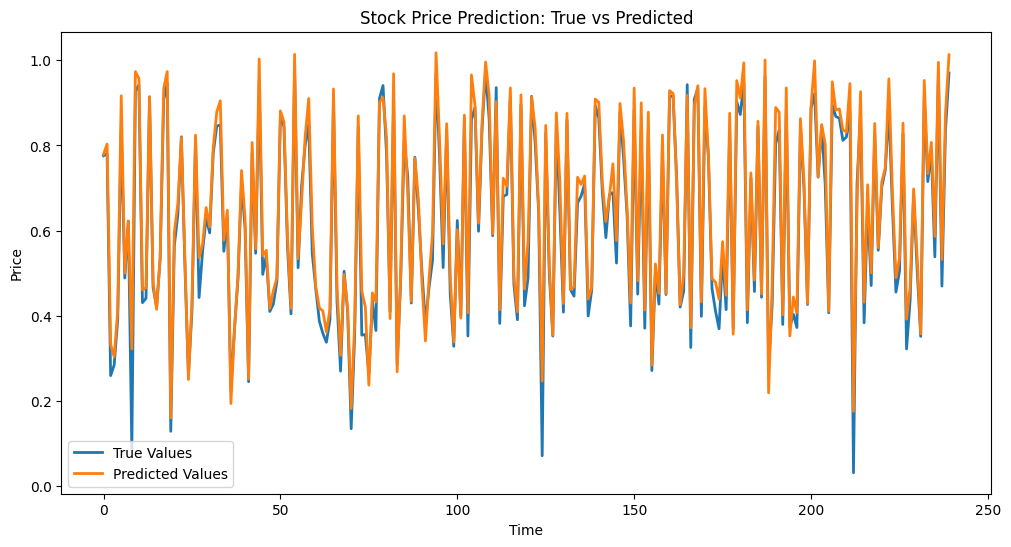 Stock Price Prediction: True vs Predicted
1.0
0.8
0.6
0.4
0.2
0.0
Price
True Values
Predicted Values
0 50 100 150 200 250
Time